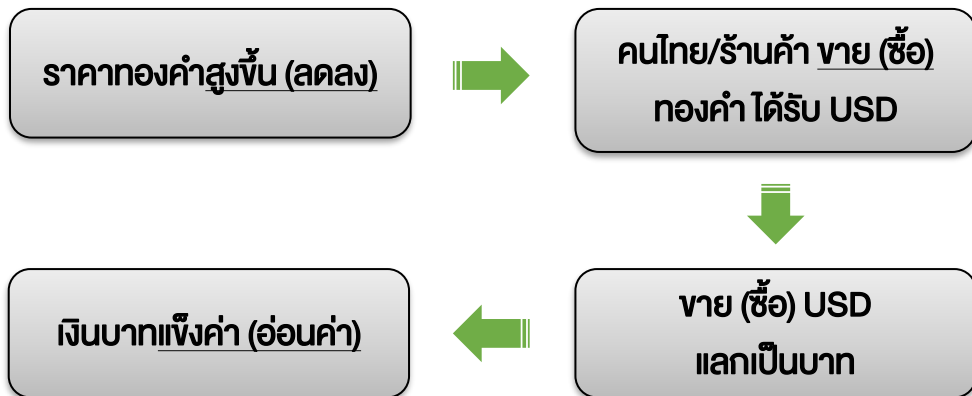 ราคาทองคำสูงขึ้น (ลดลง)
คนไทย/ร้านค้า ขาย (ซื้อ)
ทองคำ ได้รับ USD
ขาย (ซื้อ) USD
แลกเป็นบาท
เงินบาทแข็งค่า (อ่อนค่า)